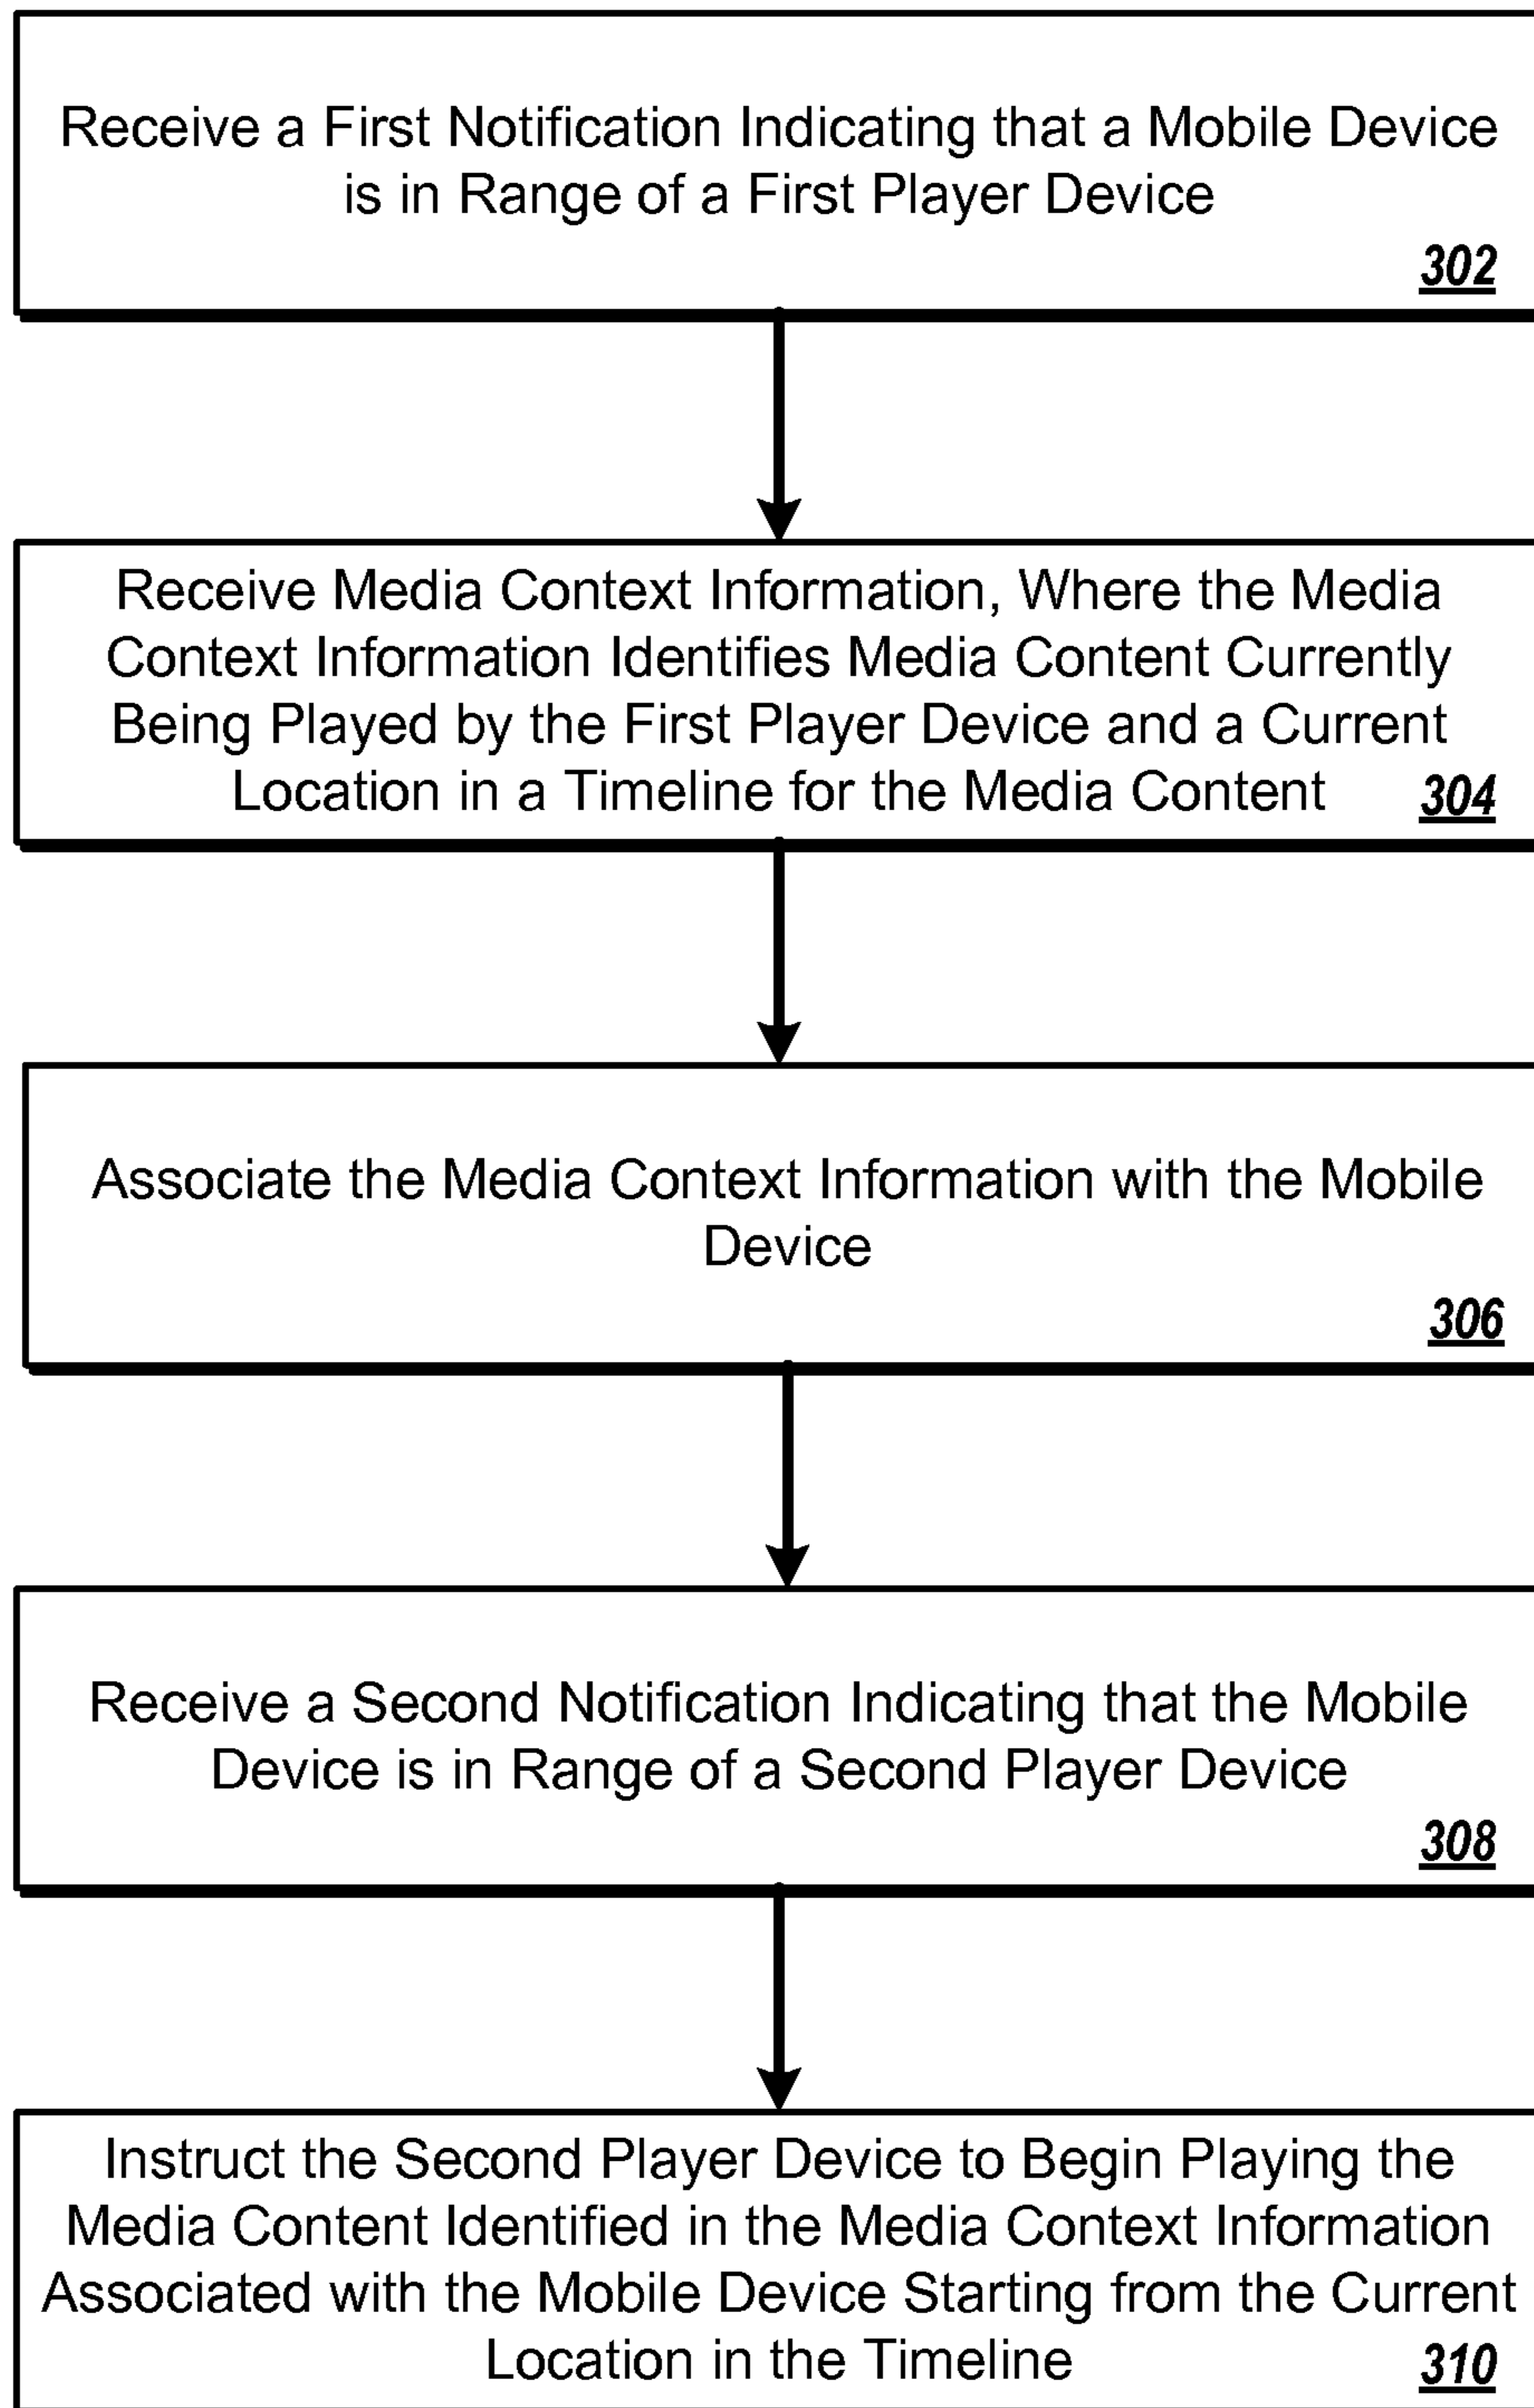 Receive a First Notification Indicating that a Mobile Device
is in Range of a First Player Device
302
Receive Media Context Information, Where the Media
Context Information Identifies Media Content Currently
Being Played by the First Player Device and a Current
Location in a Timeline for the Media Content
304
Associate the Media Context Information with the Mobile
Device
306
Receive a Second Notification Indicating that the Mobile
Device is in Range of a Second Player Device
308
Instruct the Second Player Device to Begin Playing the
Media Content Identified in the Media Context Information
Associated with the Mobile Device Starting from the Current
Location in the Timeline
310